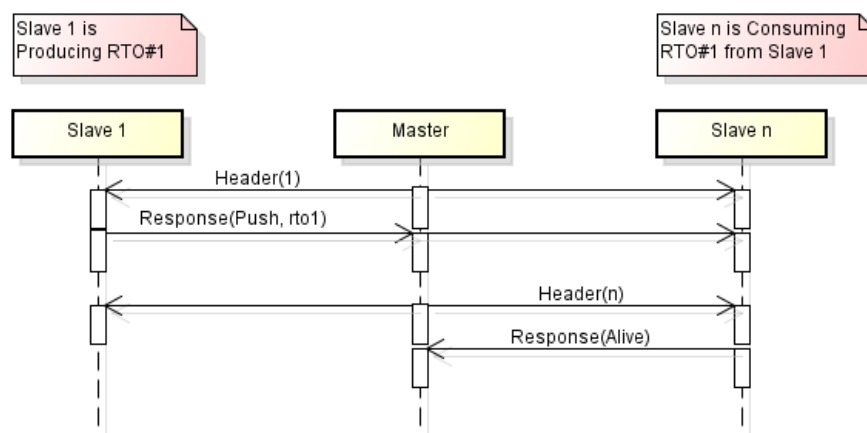 Slave 1 is
Producing RTO#1
Slave n is Consuming
RTO#1 from Slave 1
Slave 1
Master
Slave n
Header(1)
Response(Push, rto1)
Header(n)
Response(Alive)